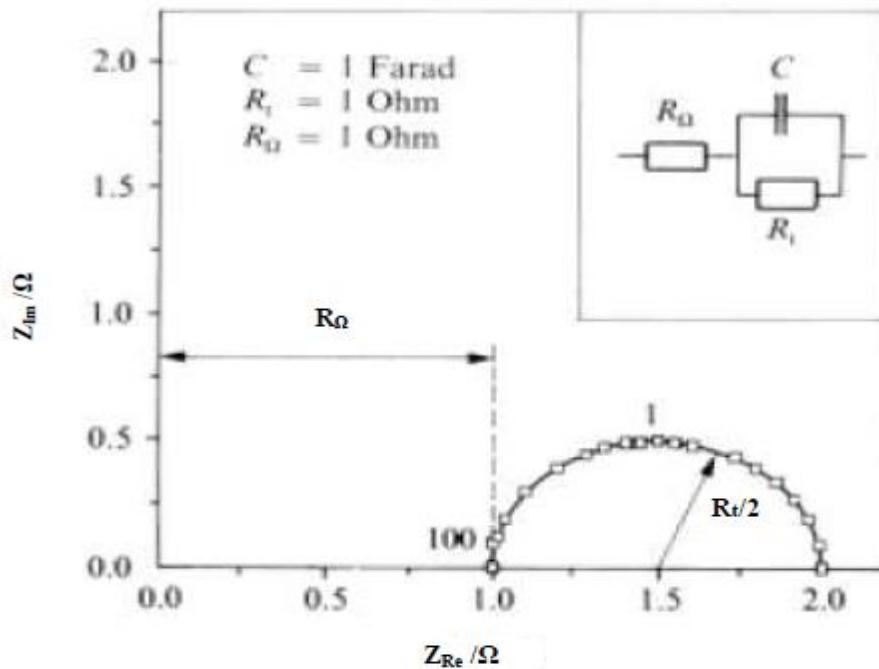 2.0
1.5
1.0
0.5
0.0
Z_Im /Ω
C = 1 Farad
R_t = 1 Ohm
R_Ω = 1 Ohm
C
R_Ω
R_t
R_Ω
1
R_t/2
100
0.0 0.5 1.0 1.5 2.0
Z_Re /Ω